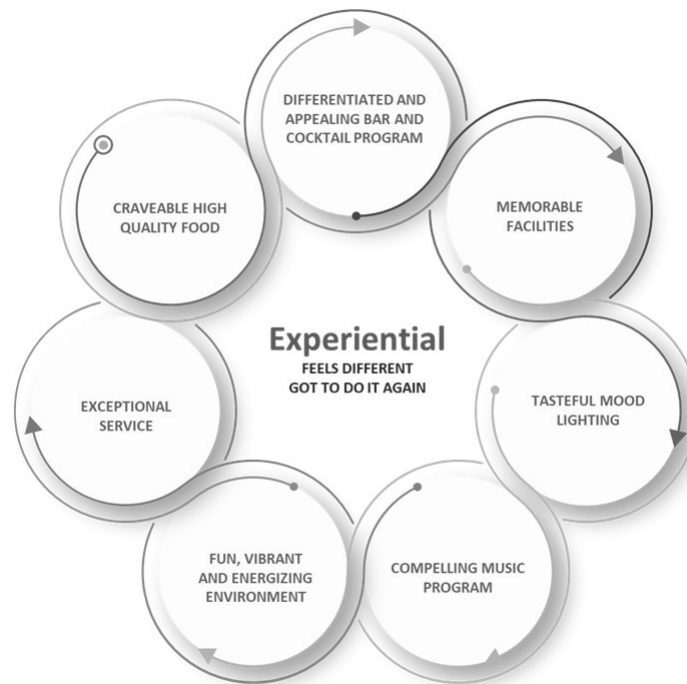 DIFFERENTIATED AND
APPEALING BAR AND
COCKTAIL PROGRAM
MEMORABLE
FACILITIES
TASTEFUL MOOD
LIGHTING
COMPELLING MUSIC
PROGRAM
FUN, VIBRANT
AND ENERGIZING
ENVIRONMENT
EXCEPTIONAL
SERVICE
CRAVEABLE HIGH
QUALITY FOOD
Experiential
FEELS DIFFERENT
GOT TO DO IT AGAIN